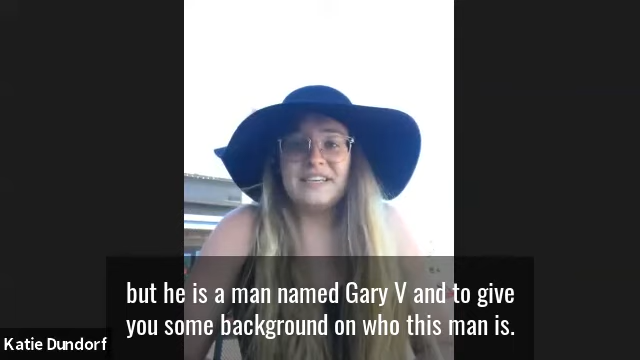 but he is a man named Gary V and to give
you some background on who this man is.
Katie Dundorf